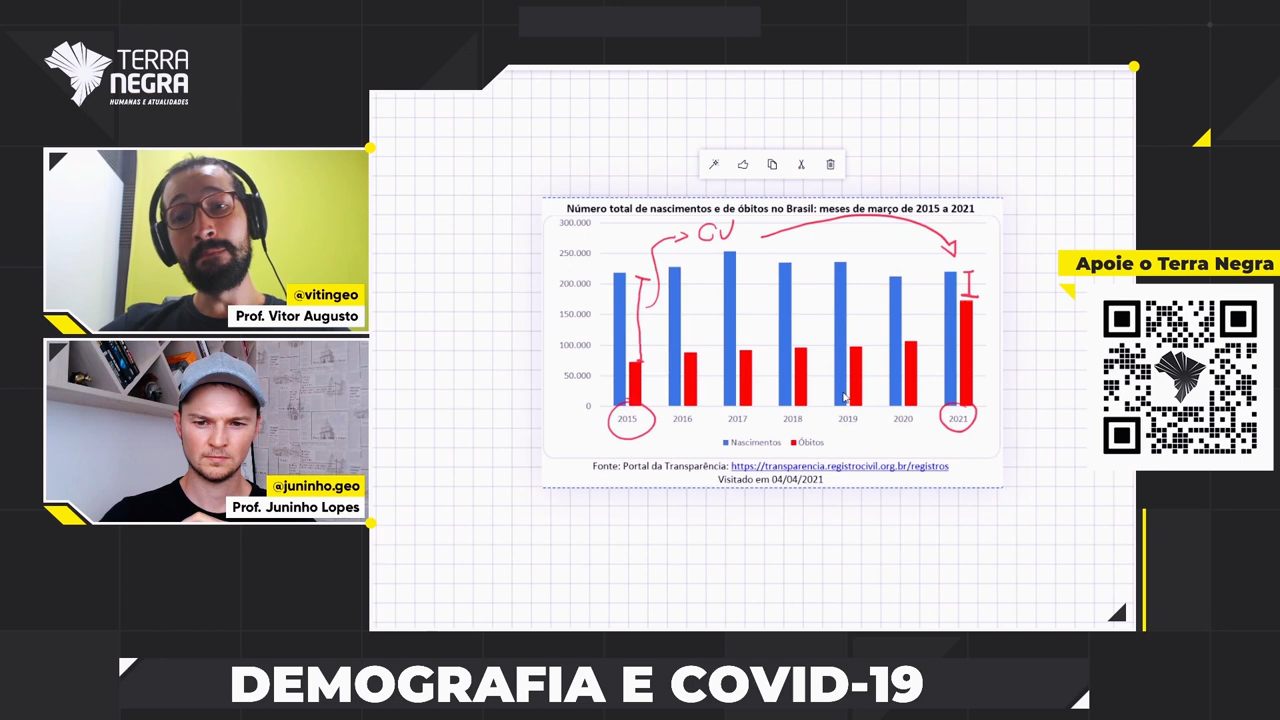 TERRA
NEGRA
HUMANAS E ATUALIDADES
@vitingeo
Prof. Vitor Augusto
@juninho.geo
Prof. Juninho Lopes
Número total de nascimentos e de óbitos no Brasil: meses de março de 2015 a 2021
300.000
250.000
200.000
150.000
100.000
50.000
0
2015 2016 2017 2018 2019 2020 2021
Nascimentos Óbitos
Fonte: Portal da Transparência: https://transparencia.registrocivil.org.br/registros
Visitado em 04/04/2021
Apoie o Terra Negra
DEMOGRAFIA E COVID-19